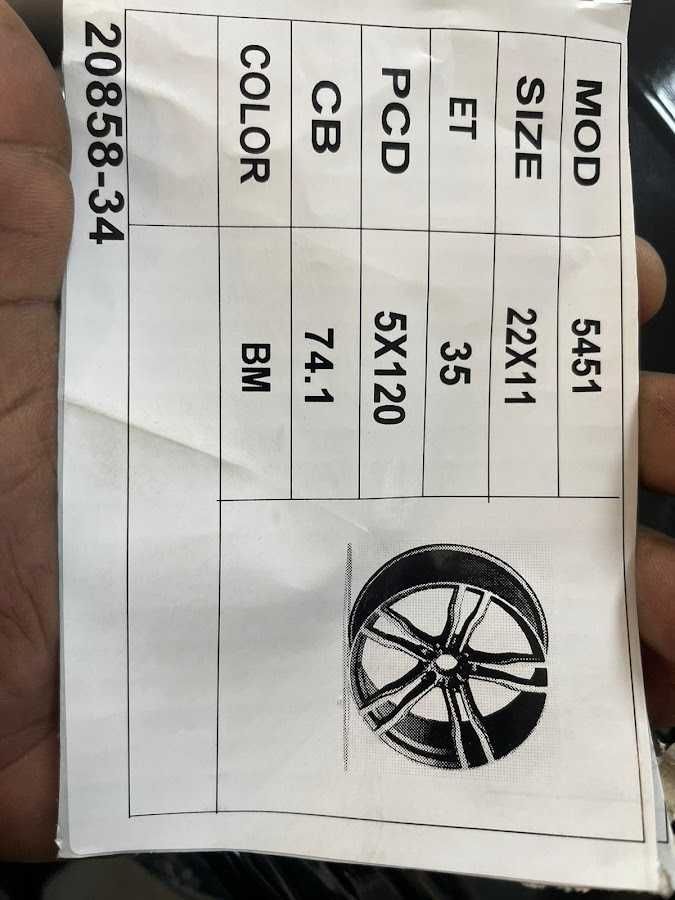 MOD 5451
SIZE 22X11
ET 35
PCD 5X120
CB 74.1
COLOR BM
20858-34